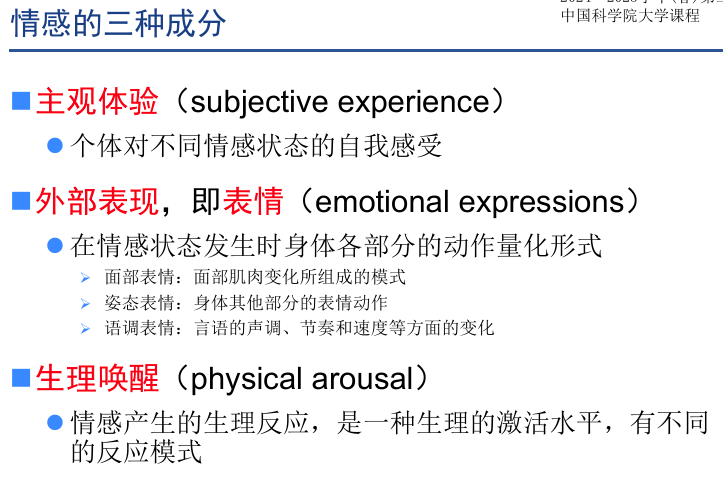 情感的三种成分
中国科学院大学课程
主观体验（subjective experience）
个体对不同情感状态的自我感受
外部表现，即表情（emotional expressions）
在情感状态发生时身体各部分的动作量化形式
面部表情：面部肌肉变化所组成的模式
姿态表情：身体其他部分的表情动作
语调表情：言语的声调、节奏和速度等方面的变化
生理唤醒（physical arousal）
情感产生的生理反应，是一种生理的激活水平，有不同
的反应模式